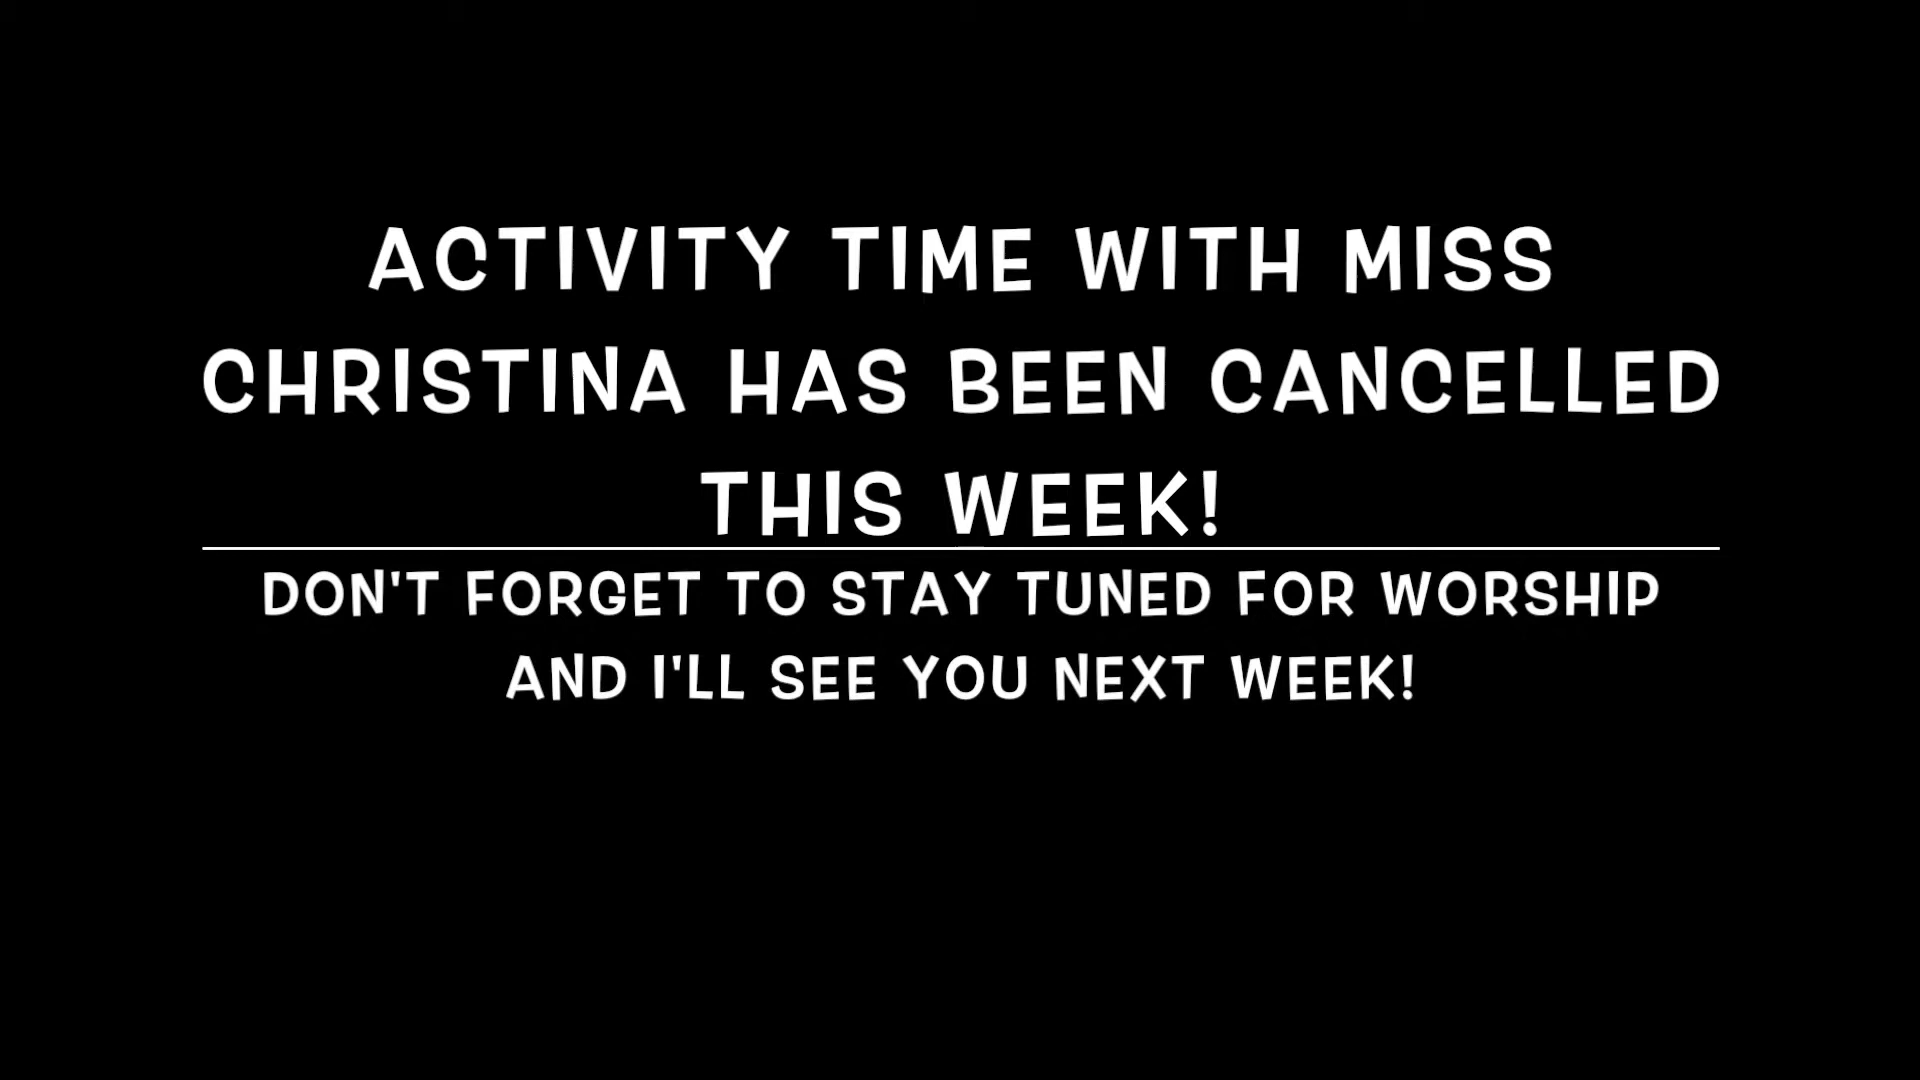 ACTIVITY TIME WITH MISS
CHRISTINA HAS BEEN CANCELLED
THIS WEEK!
DON'T FORGET TO STAY TUNED FOR WORSHIP
AND I'LL SEE YOU NEXT WEEK!